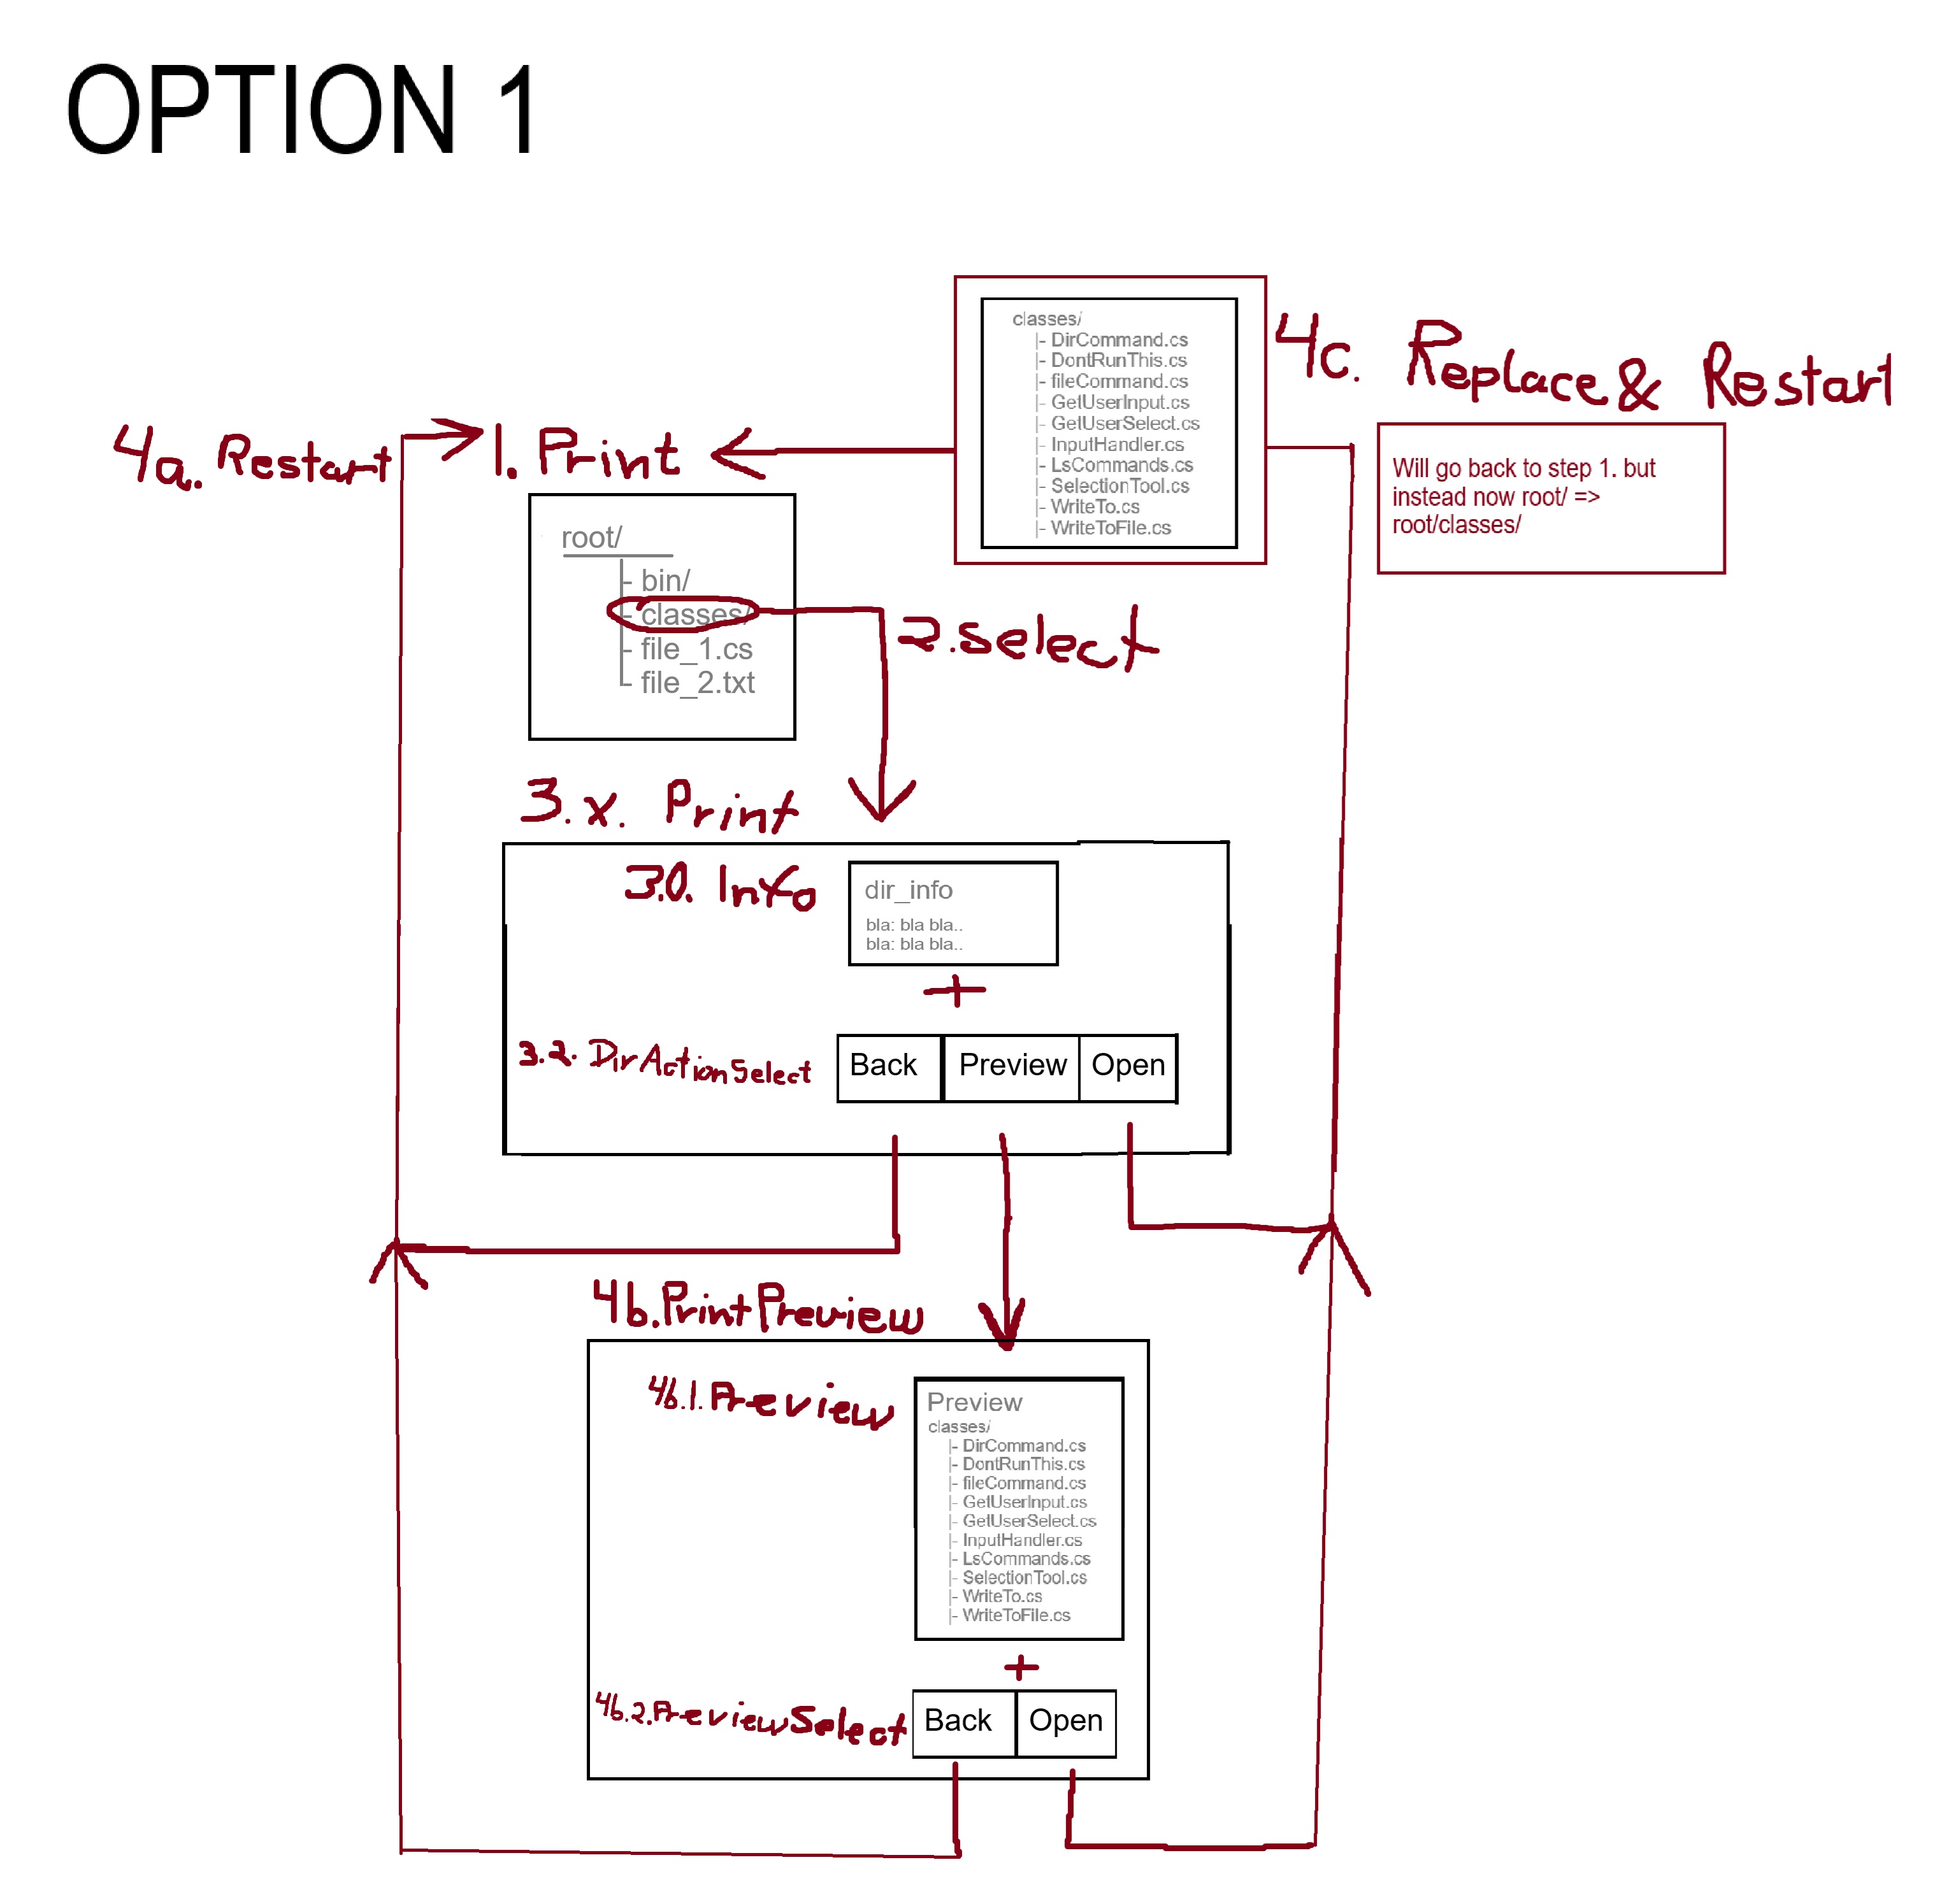 OPTION 1
classes/
|- DirCommand.cs
|- DontRunThis.cs
|- fileCommand.cs
|- GetUserInput.cs
|- GetUserSelect.cs
|- InputHandler.cs
|- LsCommands.cs
|- SelectionTool.cs
|- WriteTo.cs
|- WriteToFile.cs
4c. Replace & Restart
Will go back to step 1. but
instead now root/ =>
root/classes/
4a. Restart
1. Print
root/
- bin/
- classes/
- file_1.cs
- file_2.txt
2. select
3.x. Print
3.0. Info
dir_info
bla: bla bla..
bla: bla bla..
+
3.2. DirActionSelect
Back Preview Open
4b. PrintPreview
4b.1. Preview
Preview
classes/
|- DirCommand.cs
|- DontRunThis.cs
|- fileCommand.cs
|- GetUserInput.cs
|- GetUserSelect.cs
|- InputHandler.cs
|- LsCommands.cs
|- SelectionTool.cs
|- WriteTo.cs
|- WriteToFile.cs
+
4b.2. PreviewSelect
Back Open